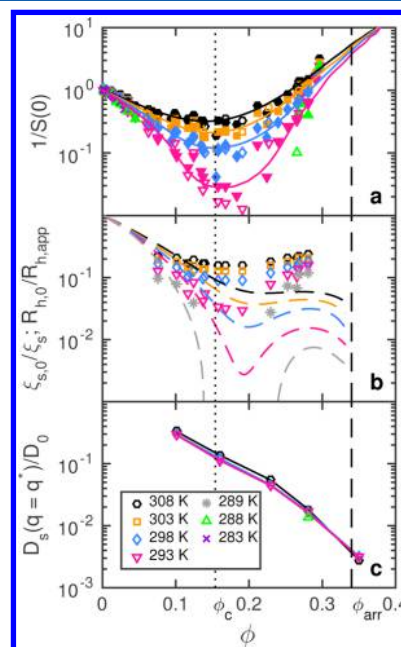 10¹
10⁰
10⁻¹
1/S(0)
a
10⁻¹
10⁻²
ξs,0/ξs; Rh,0/Rh,app
b
10⁻¹
10⁻²
10⁻³
Ds(q = q*)/D0
308 K
303 K
298 K
293 K
289 K
288 K
283 K
c
0 0.1 ϕc 0.2 0.3 ϕarr 0.4
ϕ